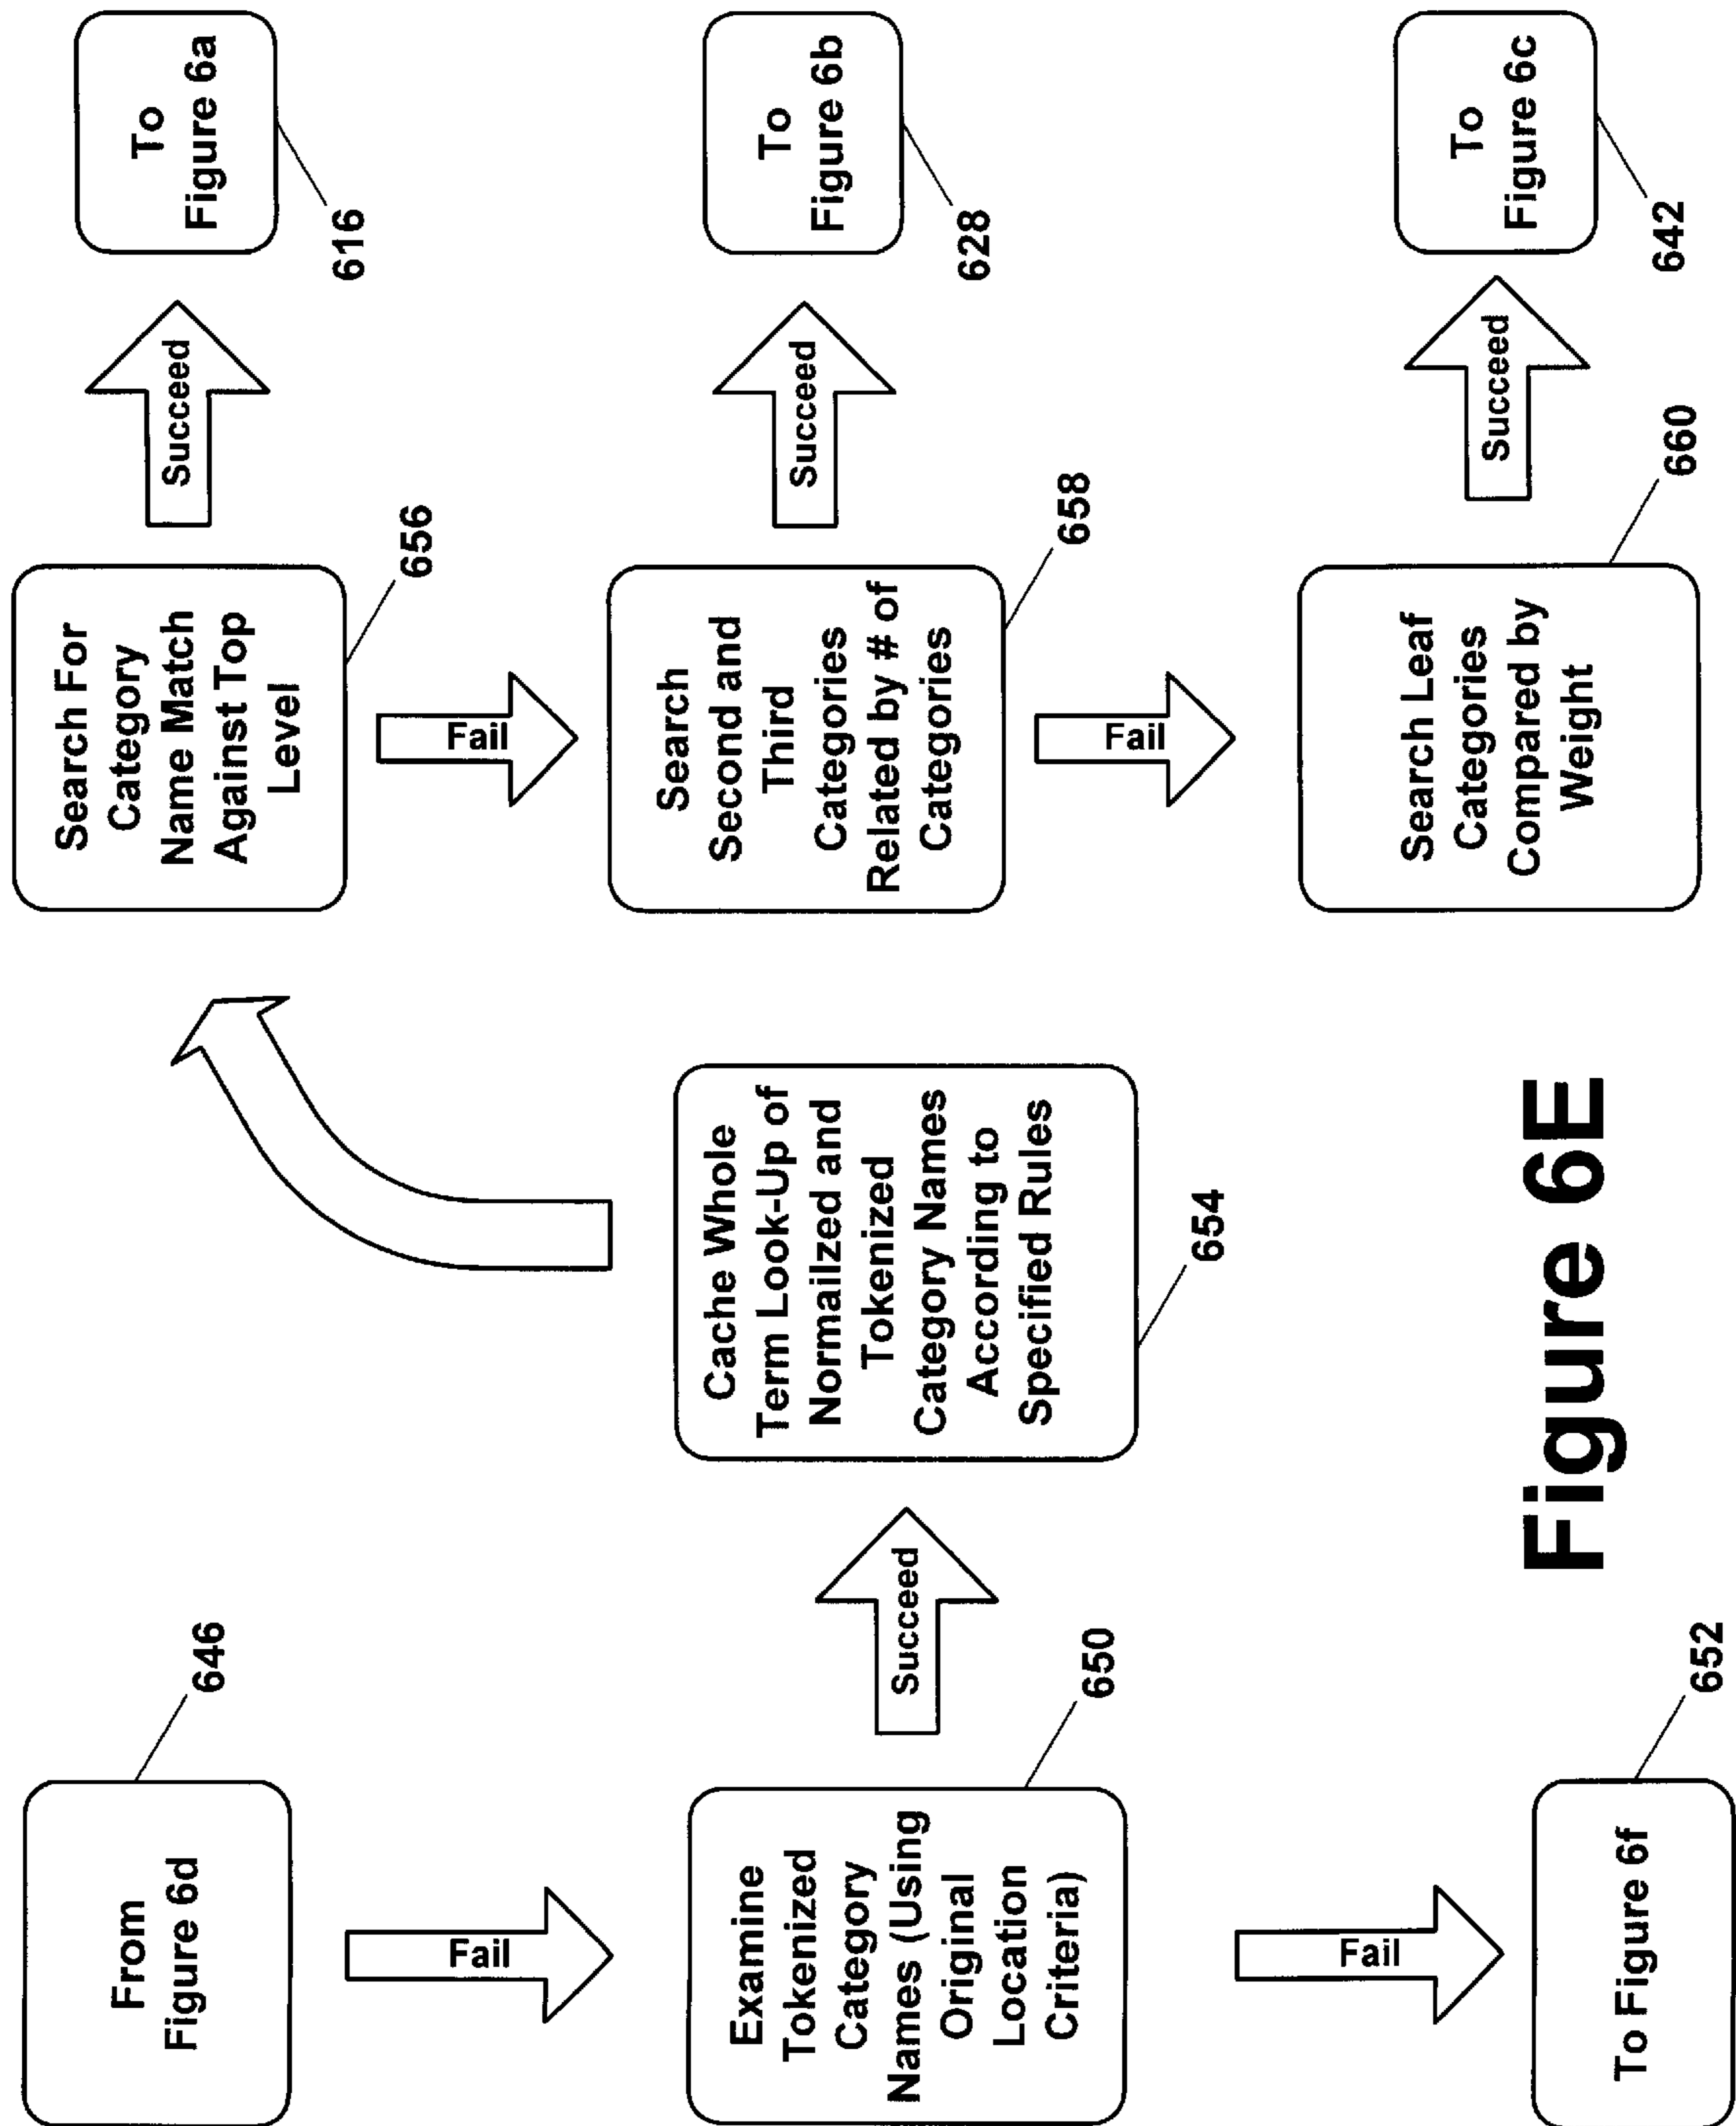 From
Figure 6d
646
Fail
Examine
Tokenized
Category
Names (Using
Original
Location
Criteria)
650
Fail
To Figure 6f
652
Succeed
Cache Whole
Term Look-Up of
Normailzed and
Tokenized
Category Names
According to
Specified Rules
654
Search For
Category
Name Match
Against Top
Level
656
Succeed
To
Figure 6a
616
Fail
Search
Second and
Third
Categories
Related by # of
Categories
658
Succeed
To
Figure 6b
628
Fail
Search Leaf
Categories
Compared by
Weight
660
Succeed
To
Figure 6c
642
Figure 6E